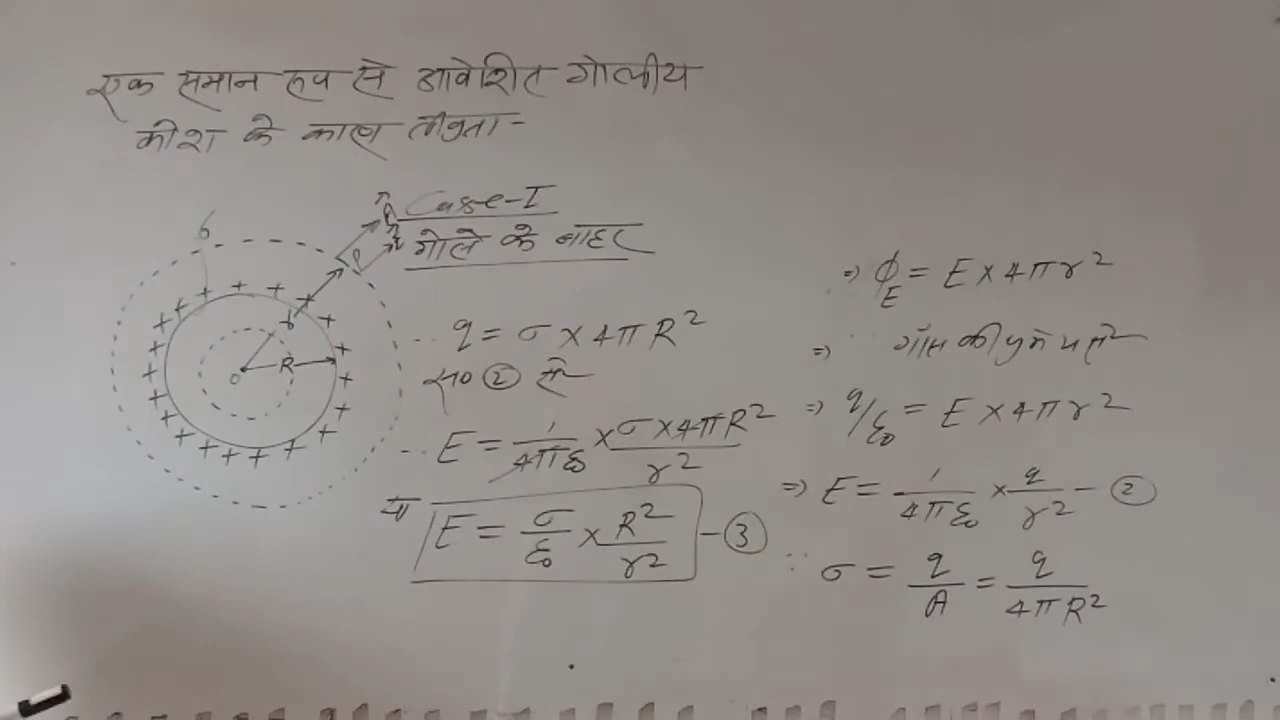 एक समान रूप से आवेशित गोलीय
कोश के कारण तीव्रता -
Case-I
गोले के बाहर
∴ q = σ × 4πR²
स० ② से
∴ E = 1/4πε₀ × σ × 4πR²/r²
या E = σ/ε₀ × R²/r² - ③
⇒ ϕE = E × 4πr²
⇒ गॉस की प्रमेय से
⇒ q/ε₀ = E × 4πr²
⇒ E = 1/4πε₀ × q/r² - ②
∵ σ = q/A = q/4πR²
+ + + + + + + + + + + + + + + + + + + + + +
P
R
O